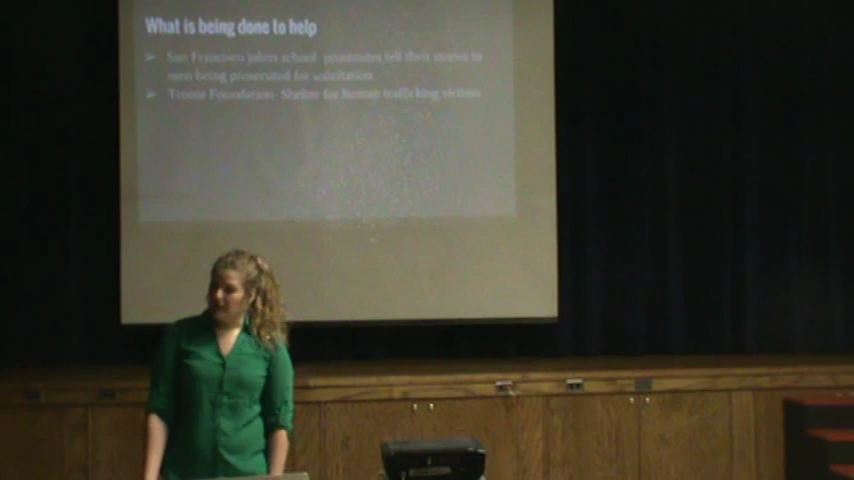 What is being done to help
San Francisco johns school- prostitutes tell their stories to
men being prosecuted for solicitation
Foundation- Shelter for human trafficking victims